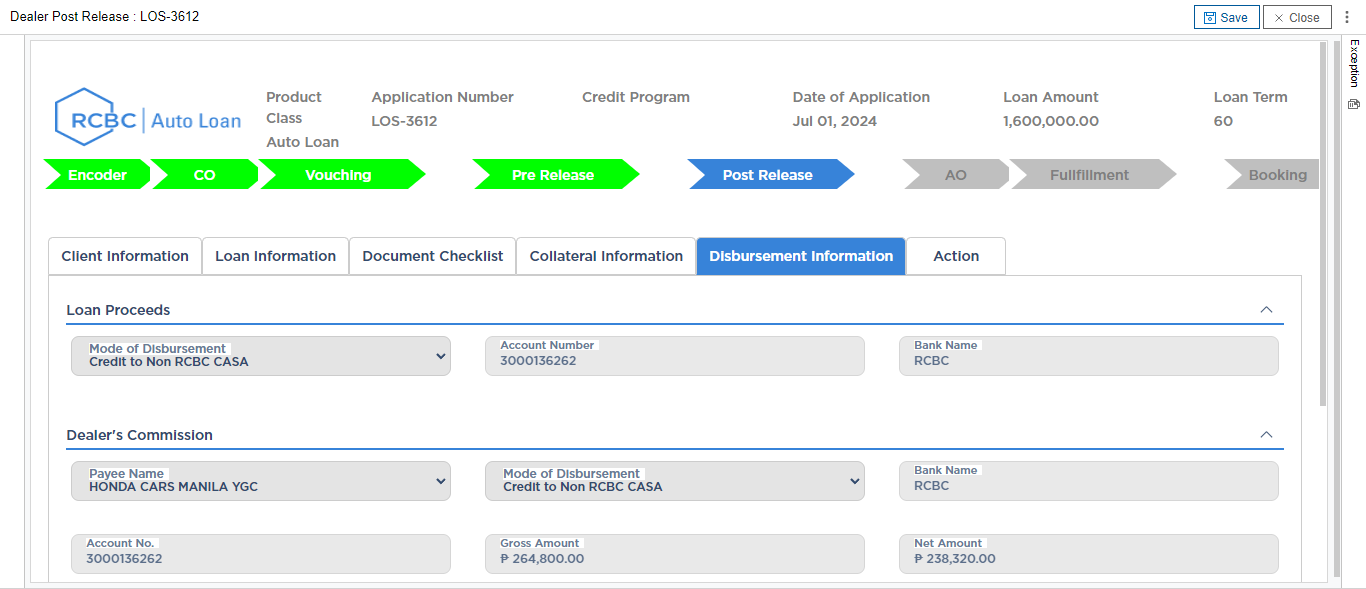 Dealer Post Release : LOS-3612
Save
Close
Exception
RCBC | Auto Loan
Product Class
Auto Loan
Application Number
LOS-3612
Credit Program
Date of Application
Jul 01, 2024
Loan Amount
1,600,000.00
Loan Term
60
Encoder
CO
Vouching
Pre Release
Post Release
AO
Fullfillment
Booking
Client Information
Loan Information
Document Checklist
Collateral Information
Disbursement Information
Action
Loan Proceeds
Mode of Disbursement
Credit to Non RCBC CASA
Account Number
3000136262
Bank Name
RCBC
Dealer's Commission
Payee Name
HONDA CARS MANILA YGC
Mode of Disbursement
Credit to Non RCBC CASA
Bank Name
RCBC
Account No.
3000136262
Gross Amount
₱ 264,800.00
Net Amount
₱ 238,320.00